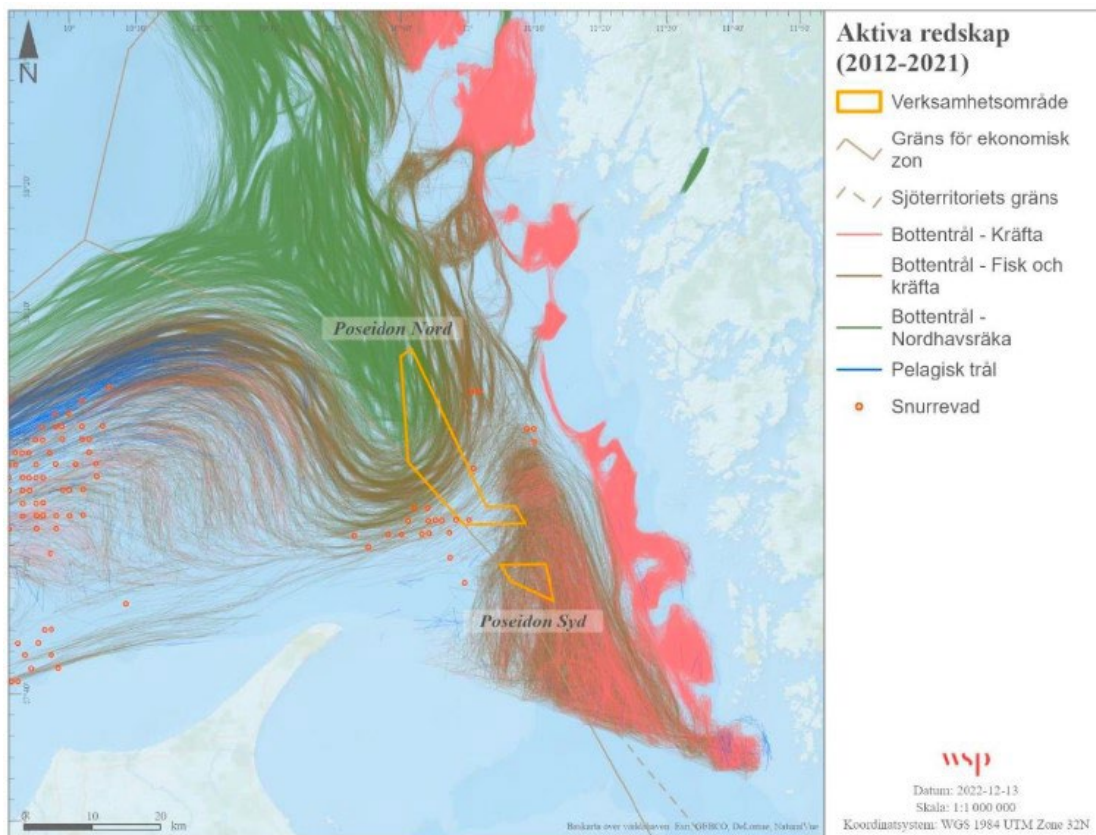 Aktiva redskap
(2012-2021)
Verksamhetsområde
Gräns för ekonomisk
zon
Sjöterritoriets gräns
Bottentrål - Kräfta
Bottentrål - Fisk och
kräfta
Bottentrål -
Nordhavsräka
Pelagisk trål
Snurrevad
N
Poseidon Nord
Poseidon Syd
0 10 20
km
wsp
Datum: 2022-12-13
Skala: 1:1 000 000
Koordinatsystem: WGS 1984 UTM Zone 32N